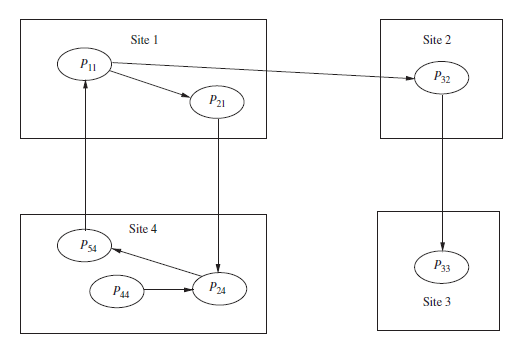 Site 1
P11
P21
Site 2
P32
Site 4
P54
P44
P24
P33
Site 3